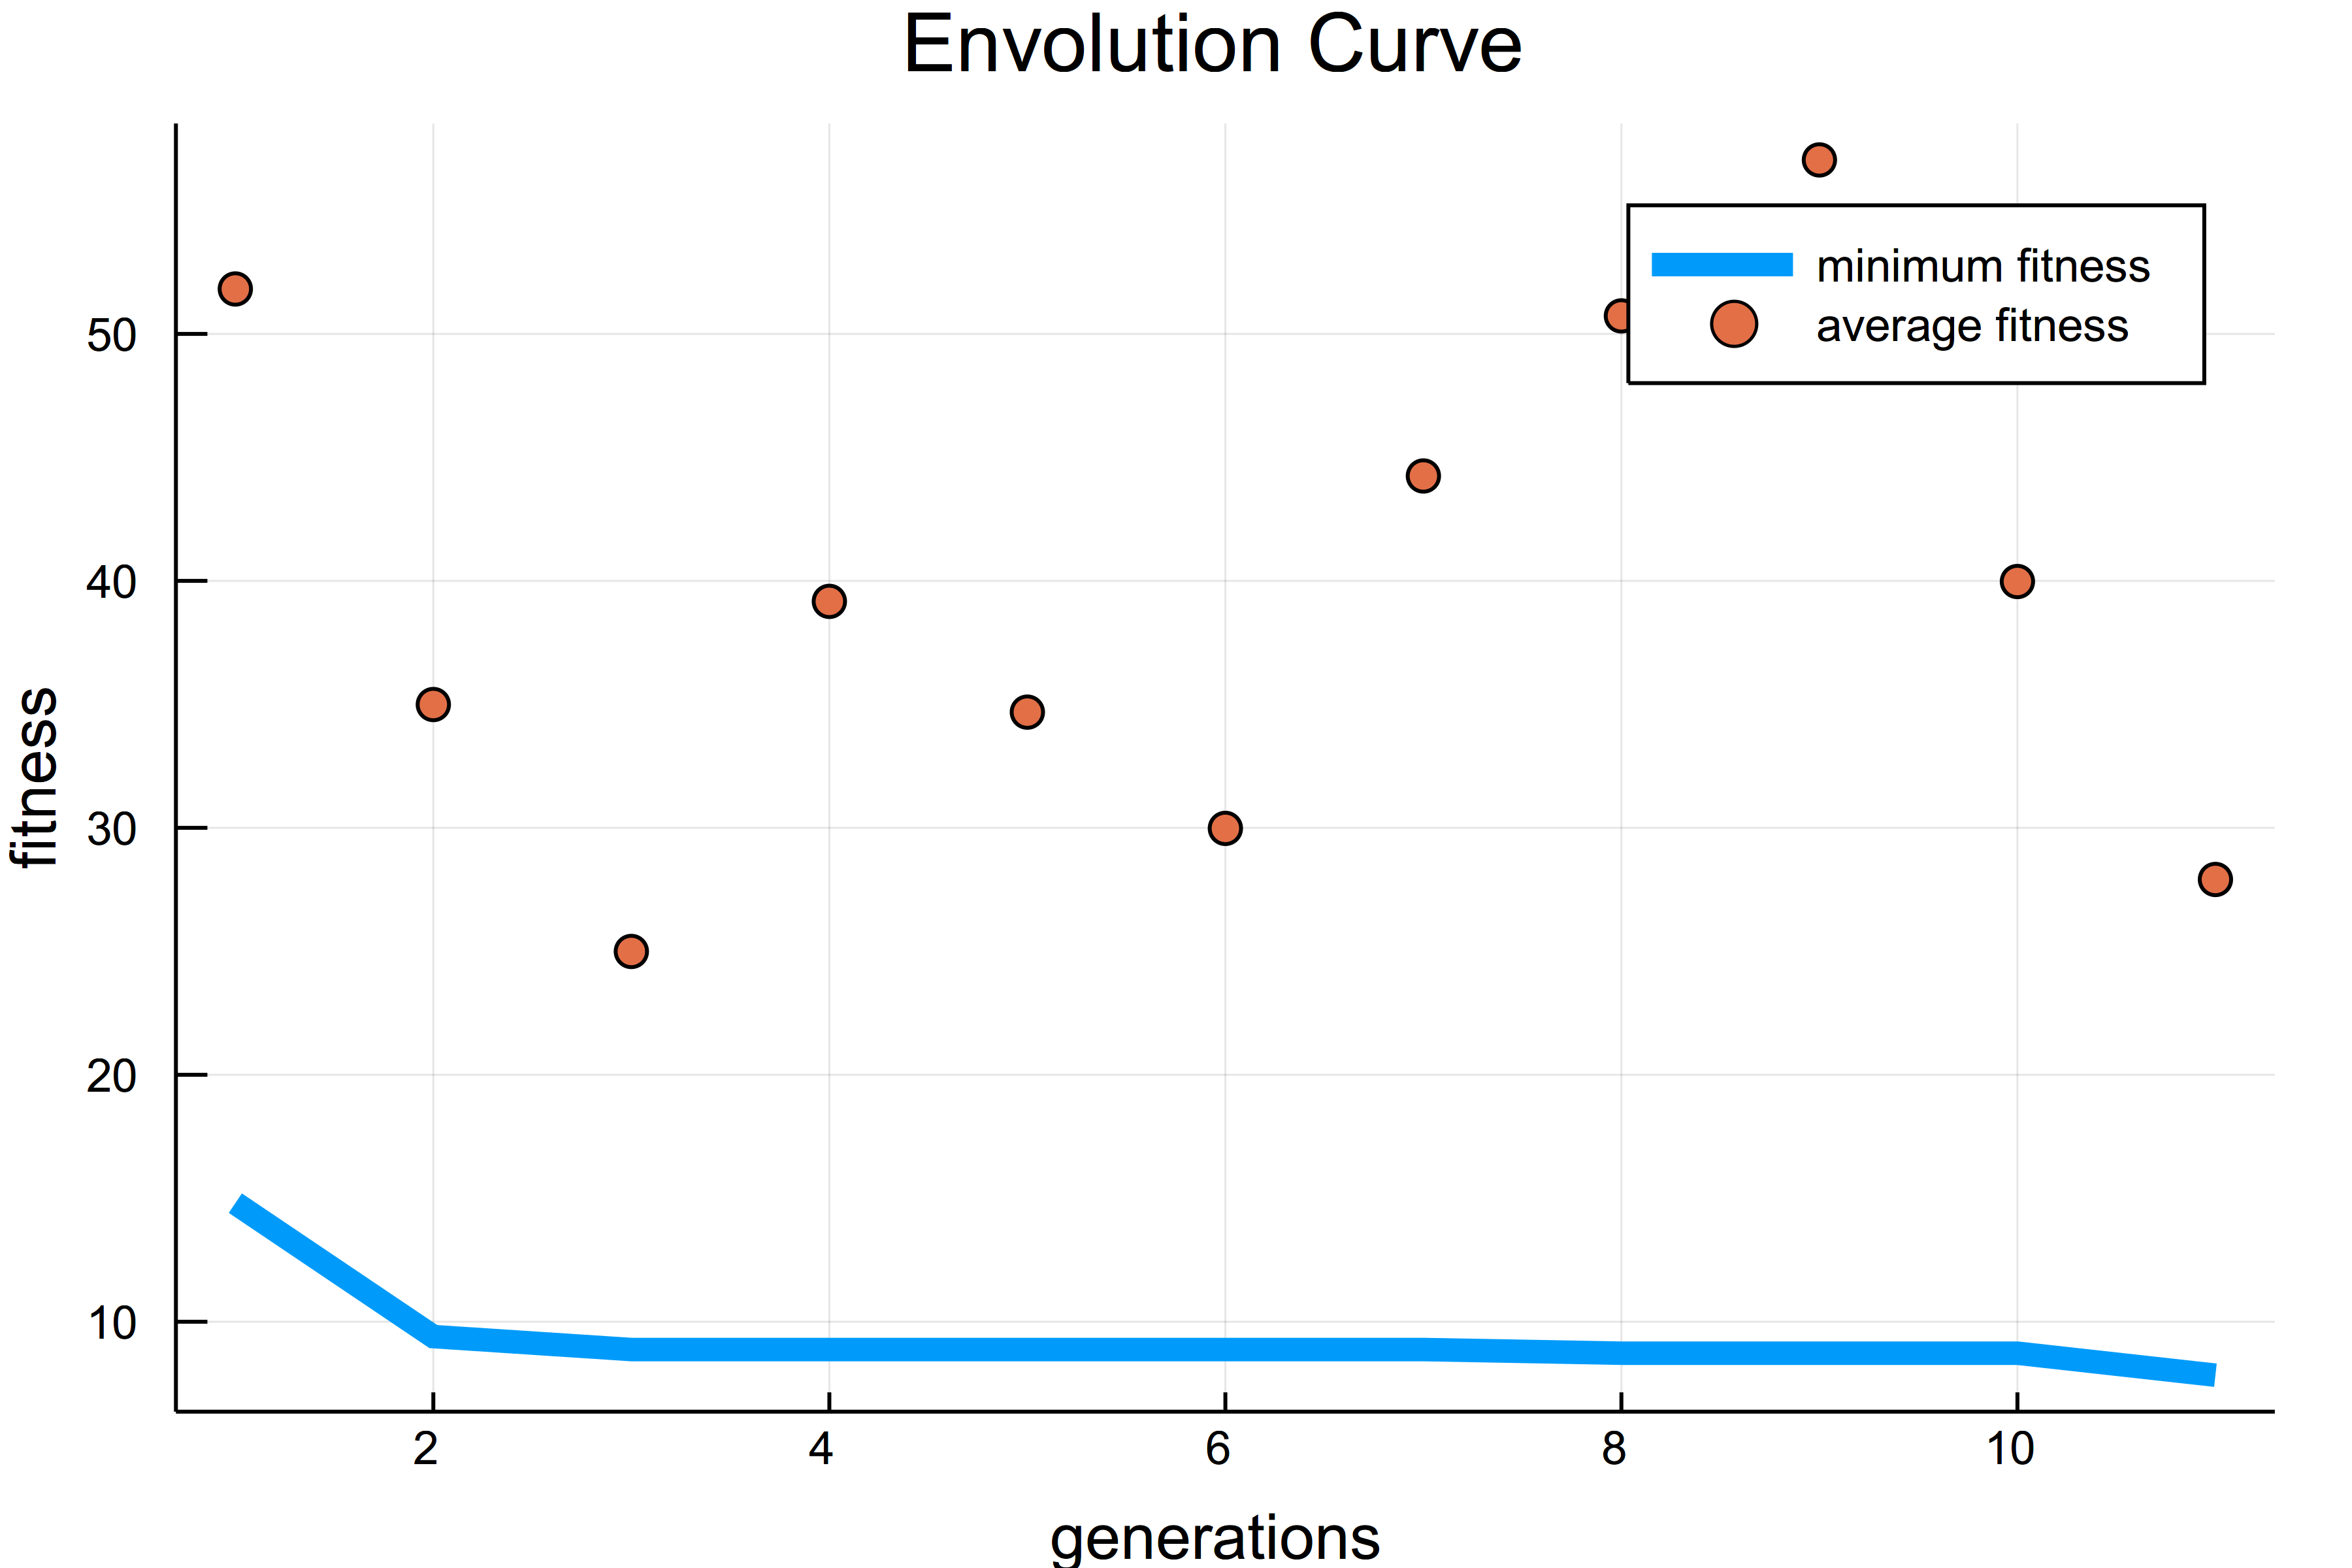 Envolution Curve
minimum fitness
average fitness
50
40
30
20
10
fitness
2 4 6 8 10
generations